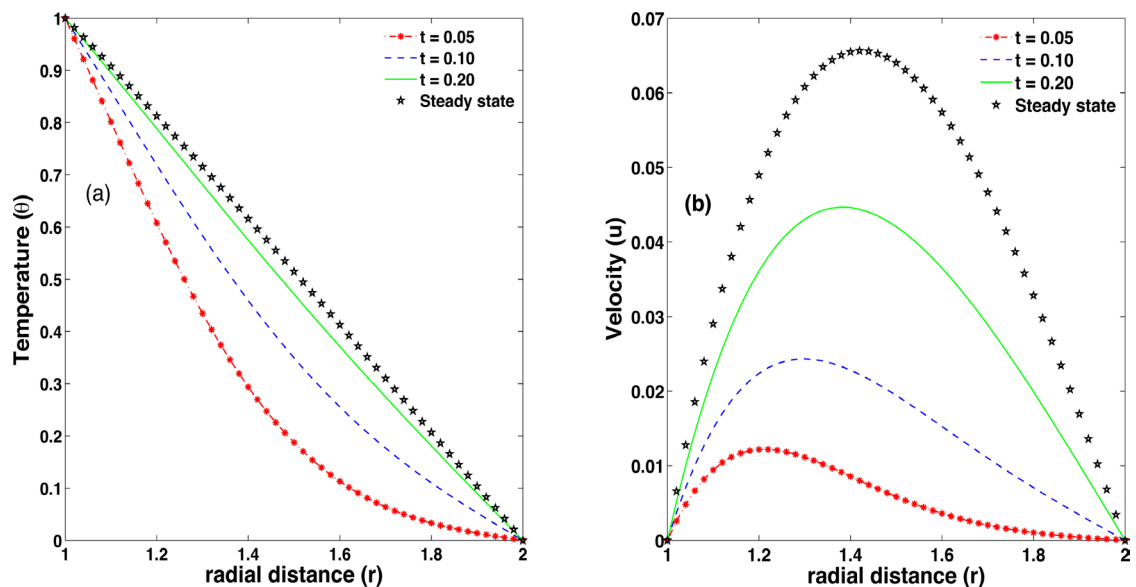 1
0.9
0.8
0.7
0.6
0.5
0.4
0.3
0.2
0.1
0
1
1.2
1.4
1.6
1.8
2
Temperature (θ)
radial distance (r)
(a)
t = 0.05
t = 0.10
t = 0.20
Steady state
0.07
0.06
0.05
0.04
0.03
0.02
0.01
0
1
1.2
1.4
1.6
1.8
2
Velocity (u)
radial distance (r)
(b)
t = 0.05
t = 0.10
t = 0.20
Steady state